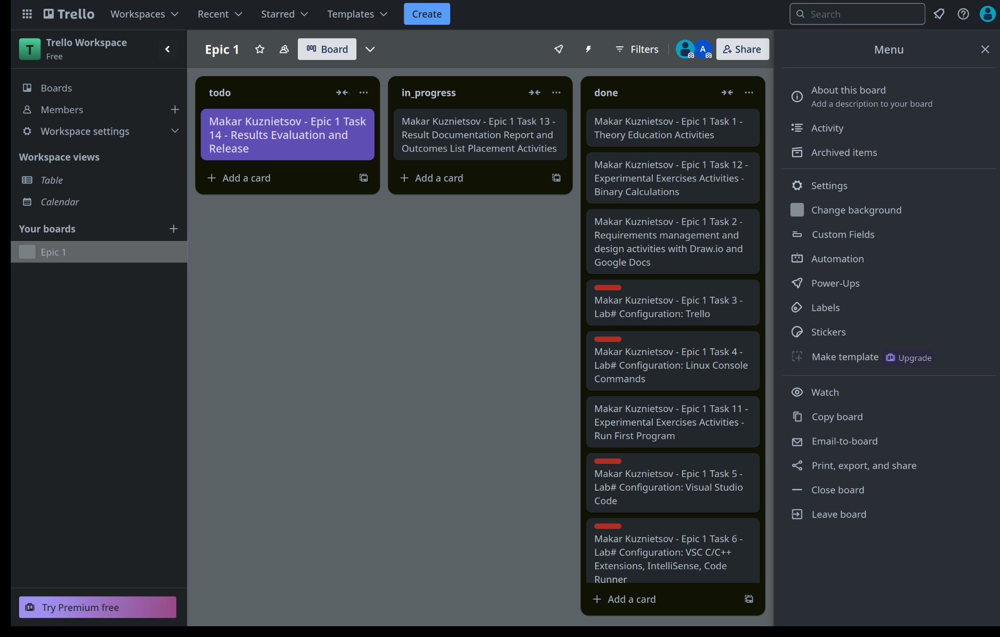 Trello
Workspaces
Recent
Starred
Templates
Create
Search
T
Trello Workspace
Free
Boards
Members
Workspace settings
Workspace views
Table
Calendar
Your boards
Epic 1
Try Premium free
Epic 1
Board
Filters
A
Share
todo
Makar Kuznietsov - Epic 1 Task
14 - Results Evaluation and
Release
Add a card
in_progress
Makar Kuznietsov - Epic 1 Task 13 -
Result Documentation Report and
Outcomes List Placement Activities
Add a card
done
Makar Kuznietsov - Epic 1 Task 1 -
Theory Education Activities
Makar Kuznietsov - Epic 1 Task 12 -
Experimental Exercises Activities -
Binary Calculations
Makar Kuznietsov - Epic 1 Task 2 -
Requirements management and
design activities with Draw.io and
Google Docs
Makar Kuznietsov - Epic 1 Task 3 -
Lab# Configuration: Trello
Makar Kuznietsov - Epic 1 Task 4 -
Lab# Configuration: Linux Console
Commands
Makar Kuznietsov - Epic 1 Task 11 -
Experimental Exercises Activities -
Run First Program
Makar Kuznietsov - Epic 1 Task 5 -
Lab# Configuration: Visual Studio
Code
Makar Kuznietsov - Epic 1 Task 6 -
Lab# Configuration: VSC C/C++
Extensions, IntelliSense, Code
Runner
Add a card
Menu
About this board
Add a description to your board
Activity
Archived items
Settings
Change background
Custom Fields
Automation
Power-Ups
Labels
Stickers
Make template
Upgrade
Watch
Copy board
Email-to-board
Print, export, and share
Close board
Leave board